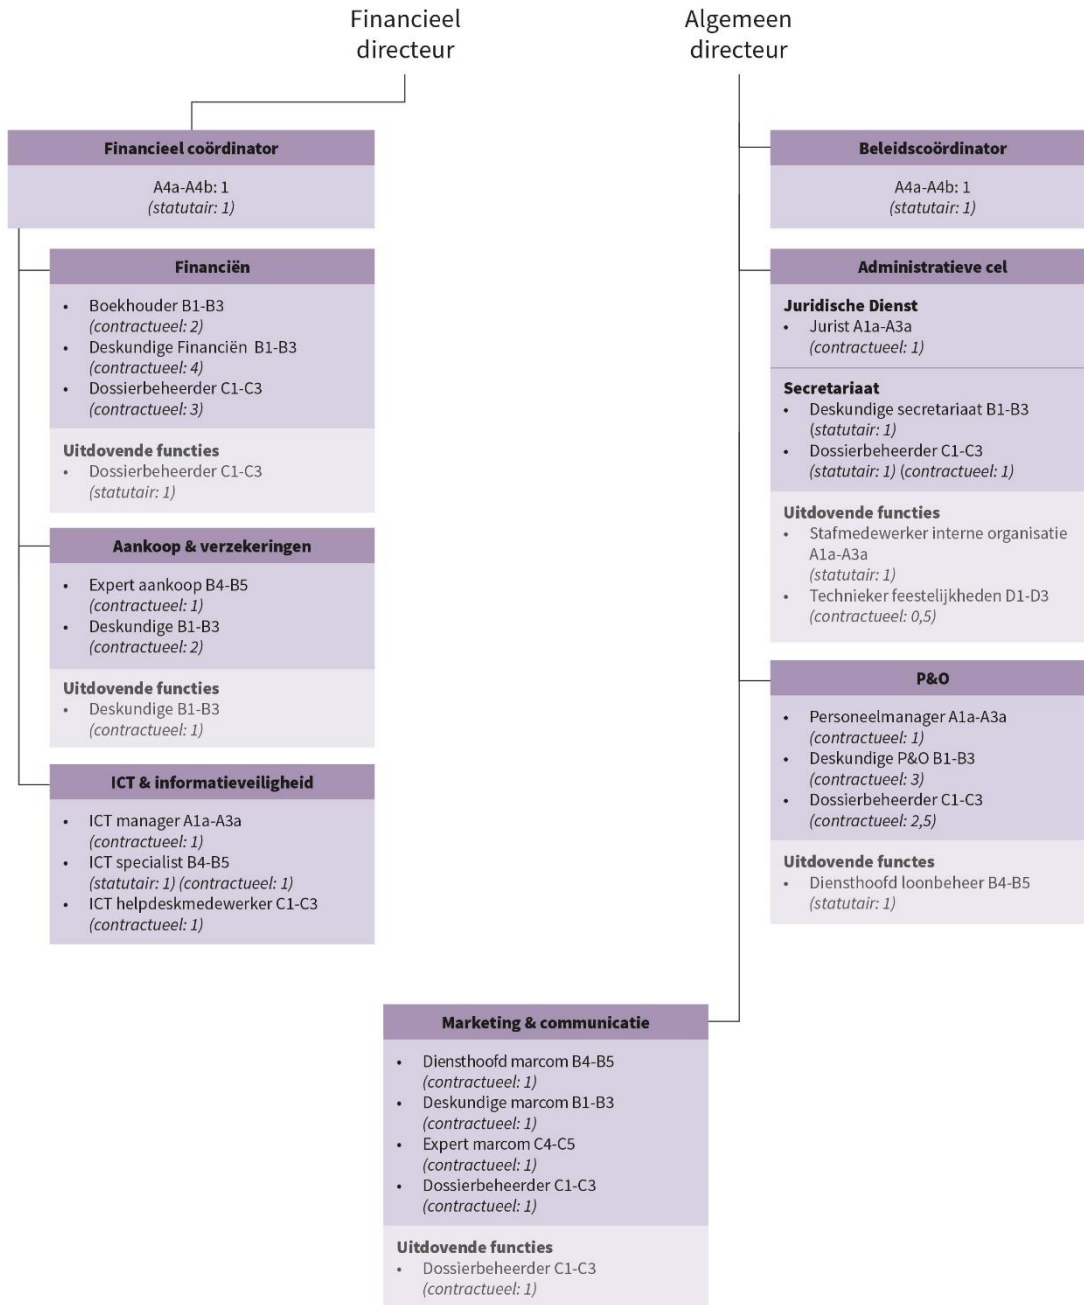 Financieel
directeur
Algemeen
directeur
Financieel coördinator
A4a-A4b: 1
(statutair: 1)
Financiën
• Boekhouder B1-B3
(contractueel: 2)
• Deskundige Financiën B1-B3
(contractueel: 4)
• Dossierbeheerder C1-C3
(contractueel: 3)
Uitdovende functies
• Dossierbeheerder C1-C3
(statutair: 1)
Aankoop & verzekeringen
• Expert aankoop B4-B5
(contractueel: 1)
• Deskundige B1-B3
(contractueel: 2)
Uitdovende functies
• Deskundige B1-B3
(contractueel: 1)
ICT & informatieveiligheid
• ICT manager A1a-A3a
(contractueel: 1)
• ICT specialist B4-B5
(statutair: 1) (contractueel: 1)
• ICT helpdeskmedewerker C1-C3
(contractueel: 1)
Beleidscoördinator
A4a-A4b: 1
(statutair: 1)
Administratieve cel
Juridische Dienst
• Jurist A1a-A3a
(contractueel: 1)
Secretariaat
• Deskundige secretariaat B1-B3
(statutair: 1)
• Dossierbeheerder C1-C3
(statutair: 1) (contractueel: 1)
Uitdovende functies
• Stafmedewerker interne organisatie
A1a-A3a
(statutair: 1)
• Technieker feestelijkheden D1-D3
(contractueel: 0,5)
P&O
• Personeelmanager A1a-A3a
(contractueel: 1)
• Deskundige P&O B1-B3
(contractueel: 3)
• Dossierbeheerder C1-C3
(contractueel: 2,5)
Uitdovende functes
• Diensthoofd loonbeheer B4-B5
(statutair: 1)
Marketing & communicatie
• Diensthoofd marcom B4-B5
(contractueel: 1)
• Deskundige marcom B1-B3
(contractueel: 1)
• Expert marcom C4-C5
(contractueel: 1)
• Dossierbeheerder C1-C3
(contractueel: 1)
Uitdovende functies
• Dossierbeheerder C1-C3
(contractueel: 1)